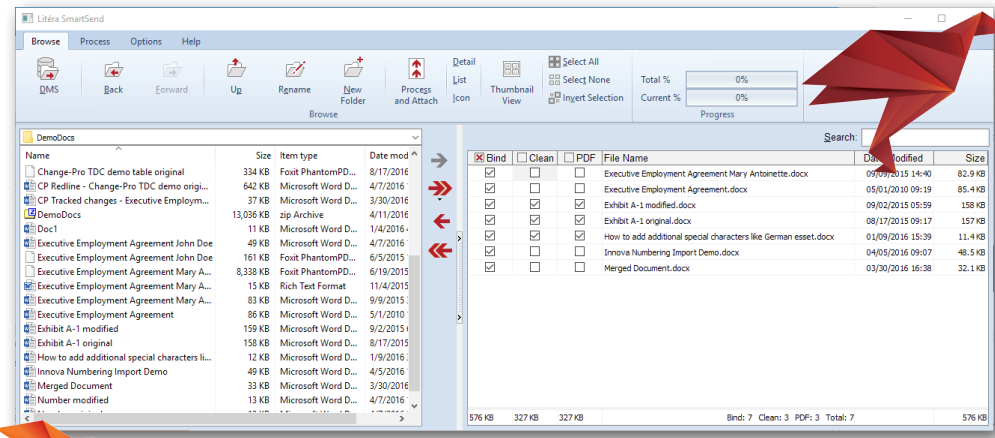 Litéra SmartSend
Browse Process Options Help
DMS Back Forward Up Rename New Folder Process and Attach Detail List Icon Thumbnail View Select All Select None Invert Selection Total % 0% Current % 0%
Browse Progress
DemoDocs
Search:
Name Size Item type Date mod
Change-Pro TDC demo table original 334 KB Foxit PhantomPD... 8/17/2016
CP Redline - Change-Pro TDC demo origi... 642 KB Microsoft Word D... 4/7/2016
CP Tracked changes - Executive Employm... 37 KB Microsoft Word D... 3/30/2016
DemoDocs 13,036 KB zip Archive 4/11/2016
Doc1 11 KB Microsoft Word D... 1/4/2016
Executive Employment Agreement John Doe 49 KB Microsoft Word D... 4/7/2016
Executive Employment Agreement John Doe 161 KB Foxit PhantomPD... 6/5/2015
Executive Employment Agreement Mary A... 8,338 KB Foxit PhantomPD... 6/19/2015
Executive Employment Agreement Mary A... 15 KB Rich Text Format 11/4/2015
Executive Employment Agreement Mary A... 83 KB Microsoft Word D... 9/9/2015
Executive Employment Agreement 86 KB Microsoft Word D... 5/1/2010
Exhibit A-1 modified 159 KB Microsoft Word D... 9/2/2015
Exhibit A-1 original 158 KB Microsoft Word D... 8/17/2015
How to add additional special characters li... 12 KB Microsoft Word D... 1/9/2016
Innova Numbering Import Demo 49 KB Microsoft Word D... 4/5/2016
Merged Document 33 KB Microsoft Word D... 3/30/2016
Number modified 13 KB Microsoft Word D... 4/7/2016
Bind Clean PDF File Name Modified Size
Executive Employment Agreement Mary Antoinette.docx 09/09/2015 14:40 82.9 KB
Executive Employment Agreement.docx 05/01/2010 09:19 85.4 KB
Exhibit A-1 modified.docx 09/02/2015 05:59 158 KB
Exhibit A-1 original.docx 08/17/2015 09:17 157 KB
How to add additional special characters like German esset.docx 01/09/2016 15:39 11.4 KB
Innova Numbering Import Demo.docx 04/05/2016 09:07 48.5 KB
Merged Document.docx 03/30/2016 16:38 32.1 KB
576 KB 327 KB 327 KB Bind: 7 Clean: 3 PDF: 3 Total: 7 576 KB